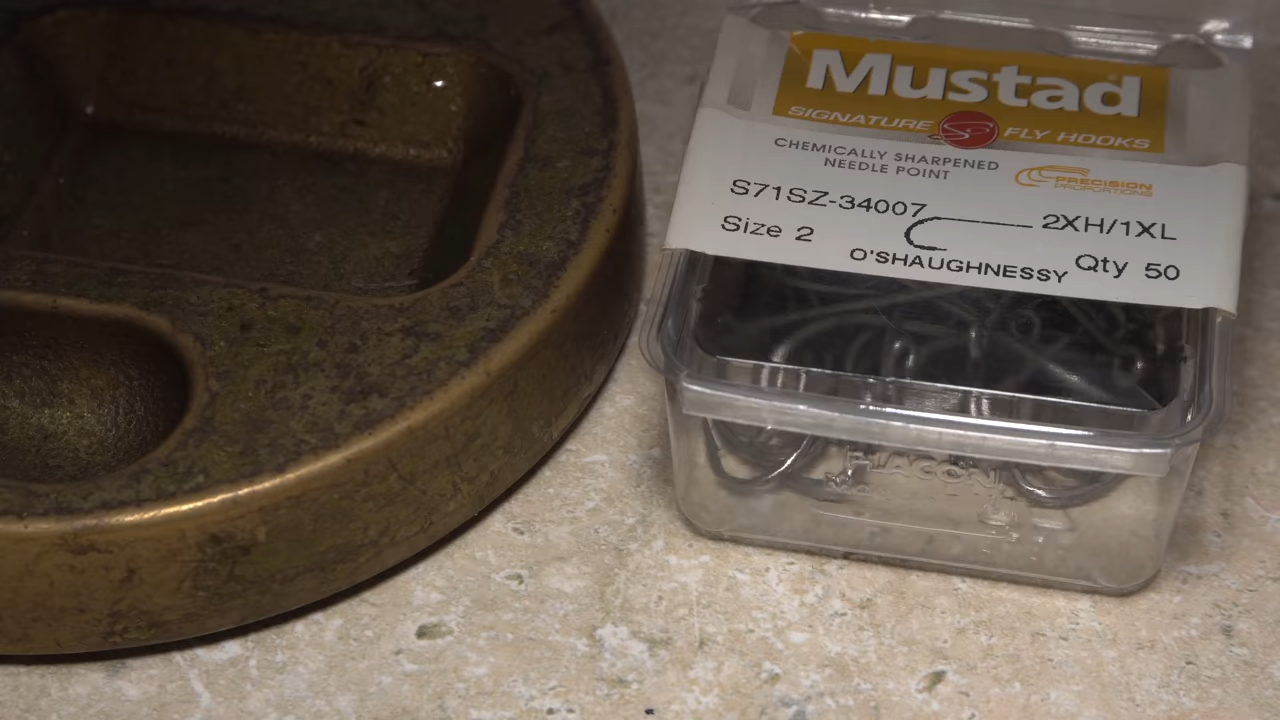 Mustad
SIGNATURE FLY HOOKS
CHEMICALLY SHARPENED
NEEDLE POINT
PRECISION
PROPORTIONS
S71SZ-34007
2XH/1XL
Size 2
O'SHAUGHNESSY
Qty 50